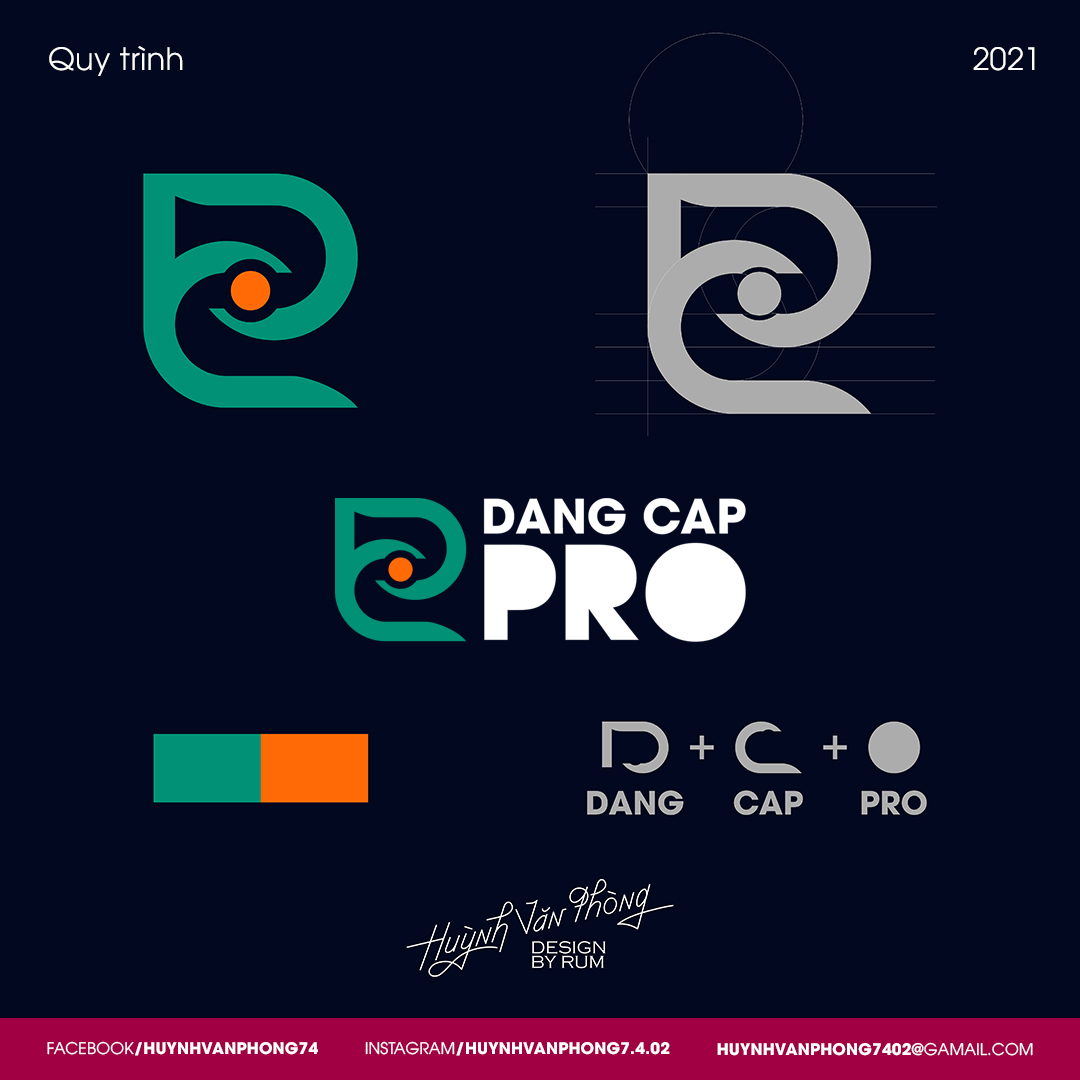 Quy trình
2021
DANG CAP
PRO
+ +
DANG CAP PRO
Huỳnh Văn Phòng
DESIGN
BY RUM
FACEBOOK/HUYNHVANPHONG74 INSTAGRAM/HUYNHVANPHONG7.4.02 HUYNHVANPHONG7402@GAMAIL.COM